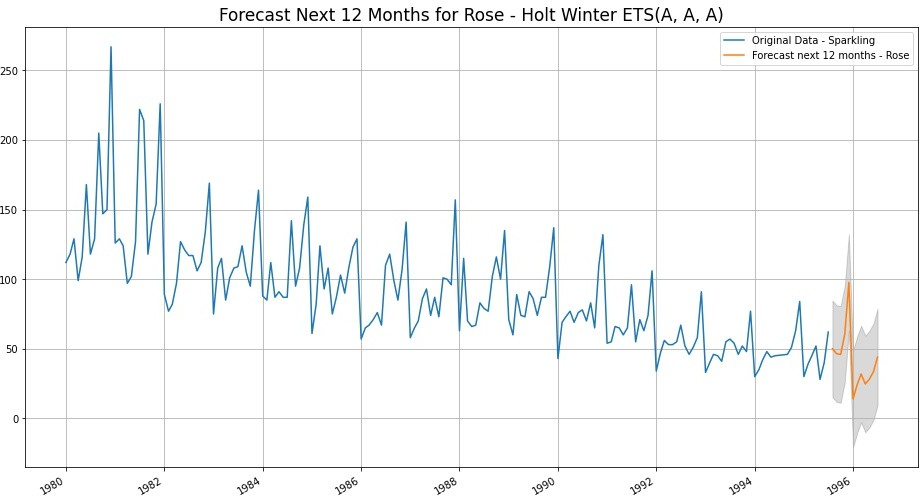 Forecast Next 12 Months for Rose - Holt Winter ETS(A, A, A)
Original Data - Sparkling
Forecast next 12 months - Rose
250
200
150
100
50
0
1980 1982 1984 1986 1988 1990 1992 1994 1996